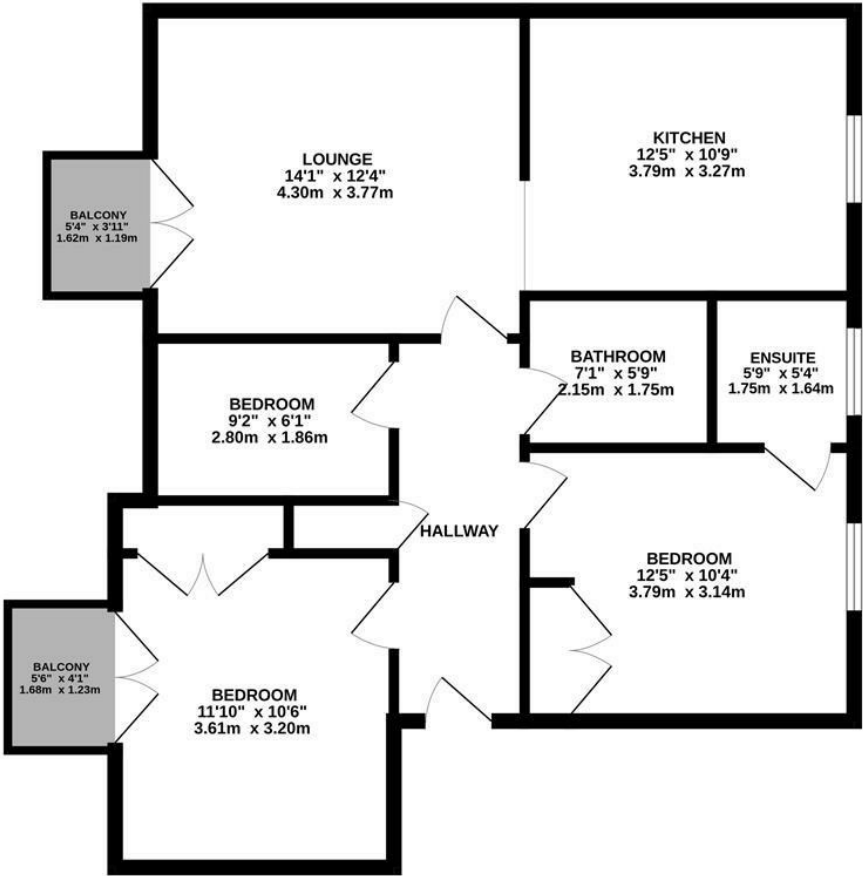 LOUNGE
14'1" x 12'4"
4.30m x 3.77m
KITCHEN
12'5" x 10'9"
3.79m x 3.27m
BALCONY
5'4" x 3'11"
1.62m x 1.19m
BATHROOM
7'1" x 5'9"
2.15m x 1.75m
ENSUITE
5'9" x 5'4"
1.75m x 1.64m
BEDROOM
9'2" x 6'1"
2.80m x 1.86m
HALLWAY
BEDROOM
12'5" x 10'4"
3.79m x 3.14m
BALCONY
5'6" x 4'1"
1.68m x 1.23m
BEDROOM
11'10" x 10'6"
3.61m x 3.20m